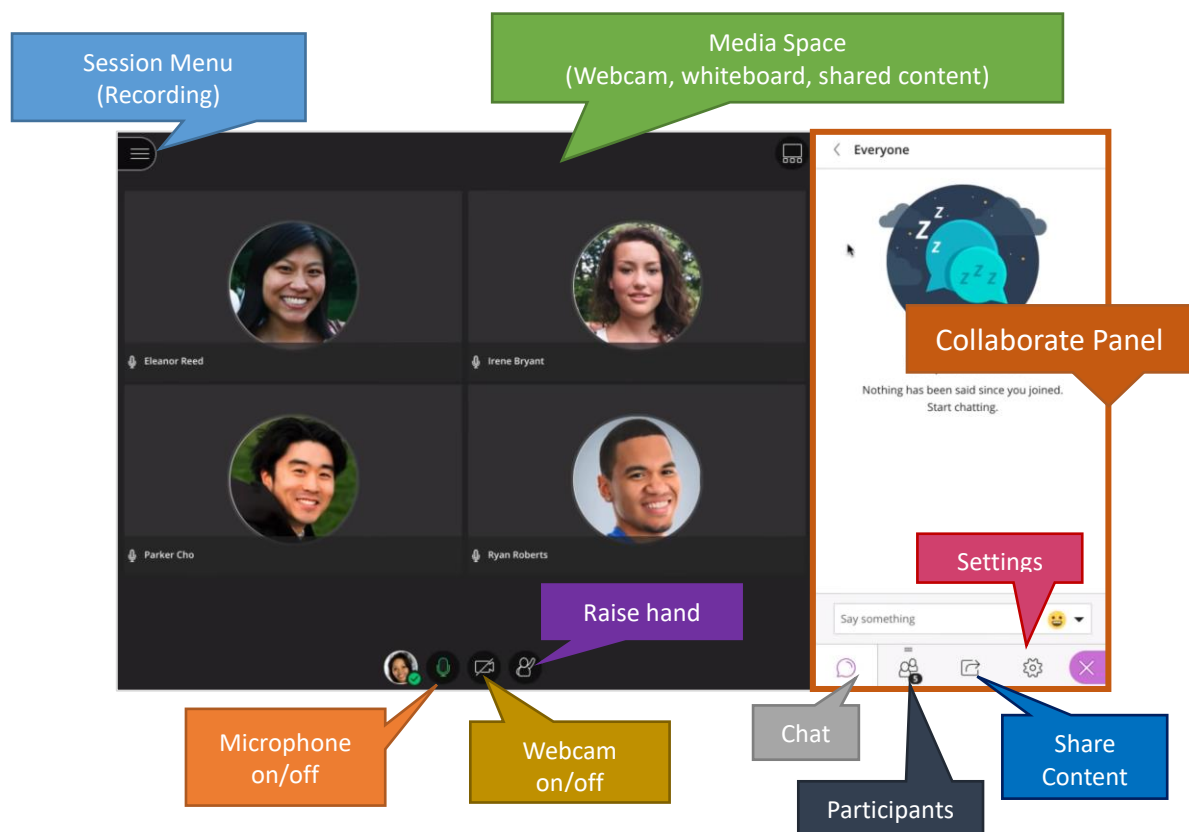 Session Menu
(Recording)
Media Space
(Webcam, whiteboard, shared content)
Everyone
z
z
z z z
Collaborate Panel
Nothing has been said since you joined.
Start chatting.
Eleanor Reed
Irene Bryant
Parker Cho
Ryan Roberts
Settings
Raise hand
Say something
5
Microphone
on/off
Webcam
on/off
Chat
Participants
Share
Content